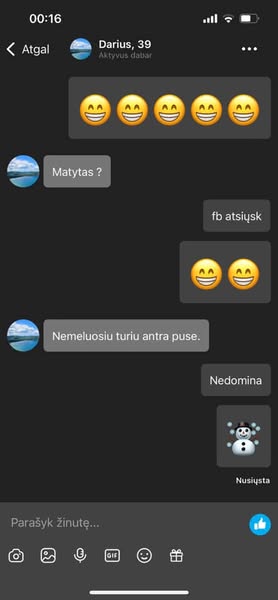 00:16
Atgal
Darius, 39
Aktyvus dabar
😁😁😁😁😁
Matytas ?
fb atsiųsk
😁😁
Nemeluosiu turiu antra puse.
Nedomina
☃️
Nusiųsta
Parašyk žinutę...
GIF